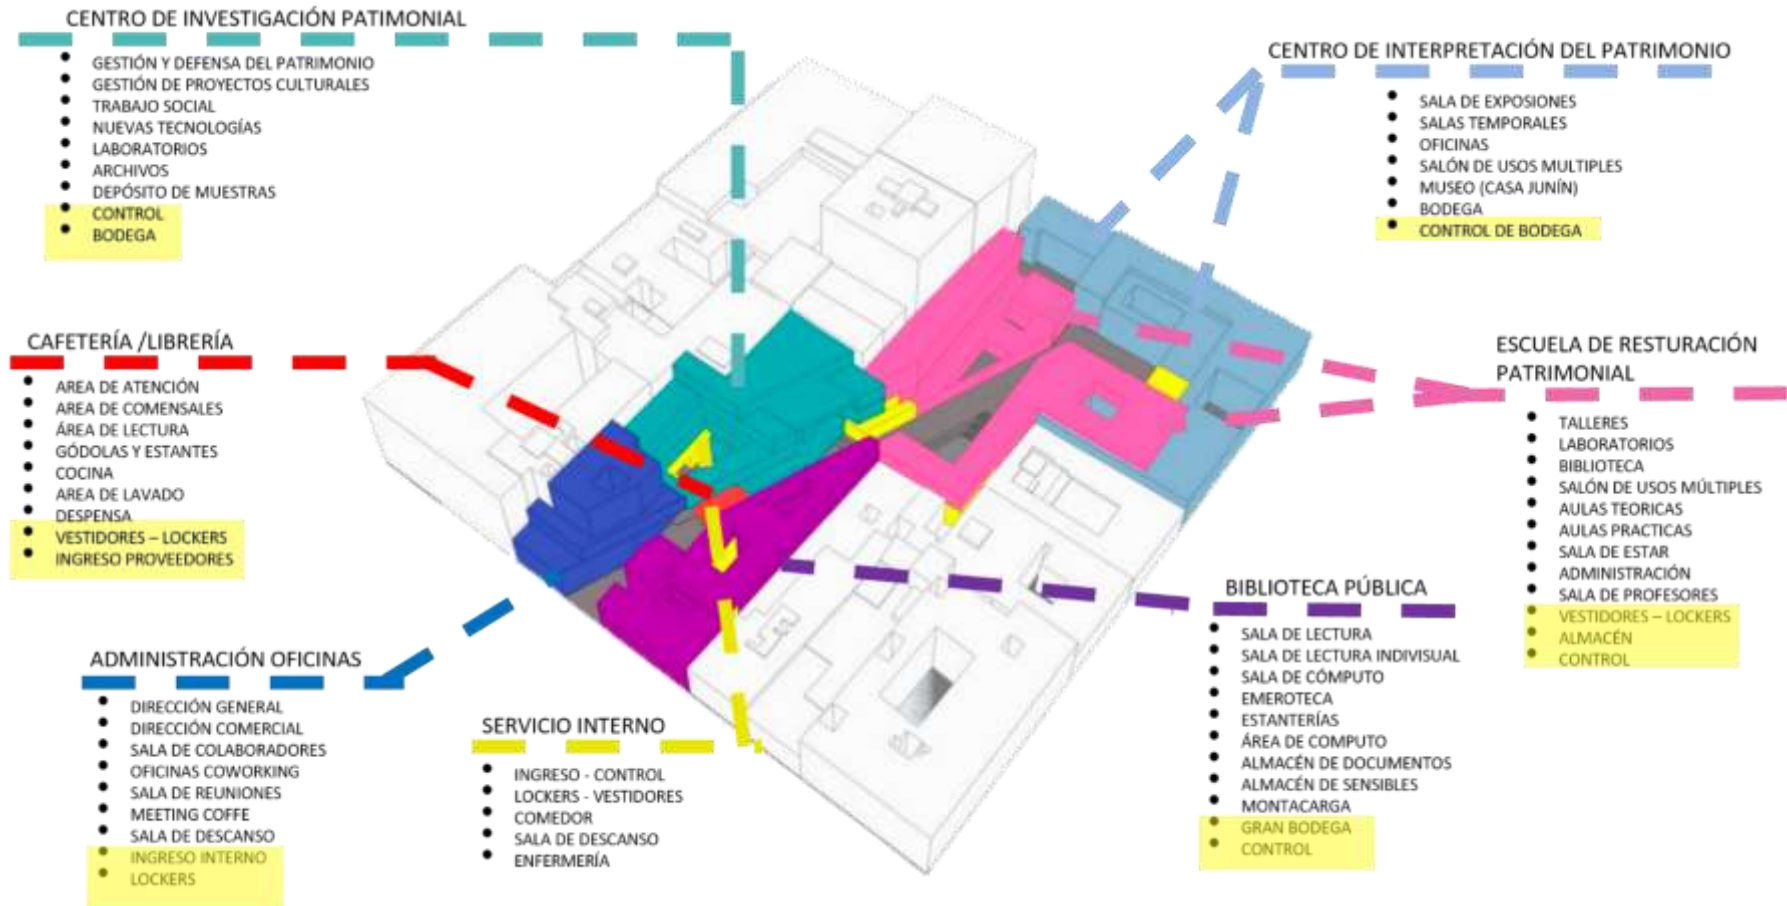 CENTRO DE INVESTIGACIÓN PATIMONIAL
GESTIÓN Y DEFENSA DEL PATRIMONIO
GESTIÓN DE PROYECTOS CULTURALES
TRABAJO SOCIAL
NUEVAS TECNOLOGÍAS
LABORATORIOS
ARCHIVOS
DEPÓSITO DE MUESTRAS
CONTROL
BODEGA
CENTRO DE INTERPRETACIÓN DEL PATRIMONIO
SALA DE EXPOSIONES
SALAS TEMPORALES
OFICINAS
SALÓN DE USOS MULTIPLES
MUSEO (CASA JUNÍN)
BODEGA
CONTROL DE BODEGA
CAFETERÍA /LIBRERÍA
AREA DE ATENCIÓN
AREA DE COMENSALES
ÁREA DE LECTURA
GÓDOLAS Y ESTANTES
COCINA
AREA DE LAVADO
DESPENSA
VESTIDORES – LOCKERS
INGRESO PROVEEDORES
ESCUELA DE RESTURACIÓN
PATRIMONIAL
TALLERES
LABORATORIOS
BIBLIOTECA
SALÓN DE USOS MÚLTIPLES
AULAS TEORICAS
AULAS PRACTICAS
SALA DE ESTAR
ADMINISTRACIÓN
SALA DE PROFESORES
VESTIDORES – LOCKERS
ALMACÉN
CONTROL
ADMINISTRACIÓN OFICINAS
DIRECCIÓN GENERAL
DIRECCIÓN COMERCIAL
SALA DE COLABORADORES
OFICINAS COWORKING
SALA DE REUNIONES
MEETING COFFE
SALA DE DESCANSO
INGRESO INTERNO
LOCKERS
SERVICIO INTERNO
INGRESO - CONTROL
LOCKERS - VESTIDORES
COMEDOR
SALA DE DESCANSO
ENFERMERÍA
BIBLIOTECA PÚBLICA
SALA DE LECTURA
SALA DE LECTURA INDIVISUAL
SALA DE CÓMPUTO
EMEROTECA
ESTANTERÍAS
ÁREA DE COMPUTO
ALMACÉN DE DOCUMENTOS
ALMACÉN DE SENSIBLES
MONTACARGA
GRAN BODEGA
CONTROL